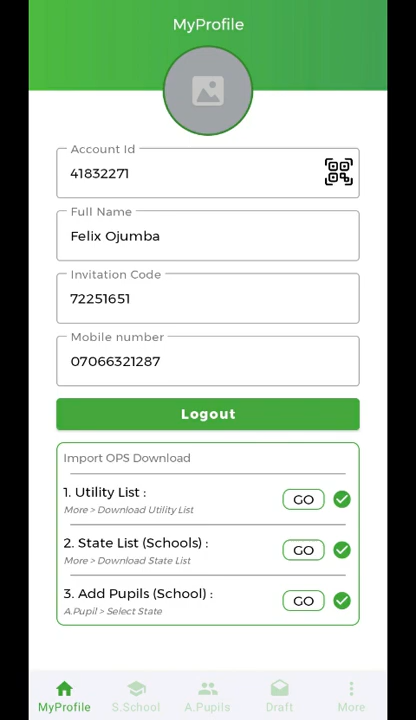 MyProfile
Account Id
41832271
Full Name
Felix Ojumba
Invitation Code
72251651
Mobile number
07066321287
Logout
Import OPS Download
1. Utility List :
GO
More > Download Utility List
2. State List (Schools) :
GO
More > Download State List
3. Add Pupils (School) :
GO
A.Pupil > Select State
MyProfile
S.School
A.Pupils
Draft
More